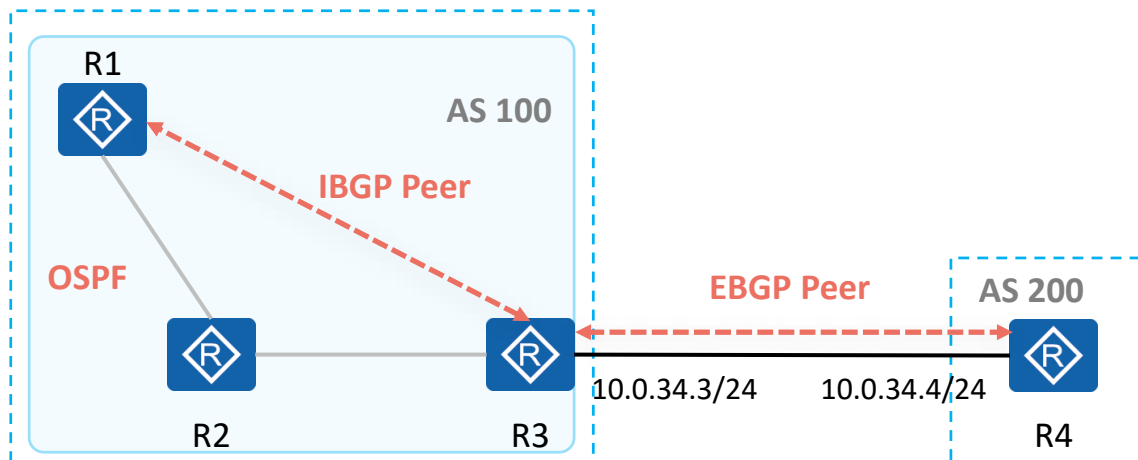 R1
R
AS 100
IBGP Peer
OSPF
EBGP Peer
AS 200
R
R
R
10.0.34.3/24
10.0.34.4/24
R2
R3
R4